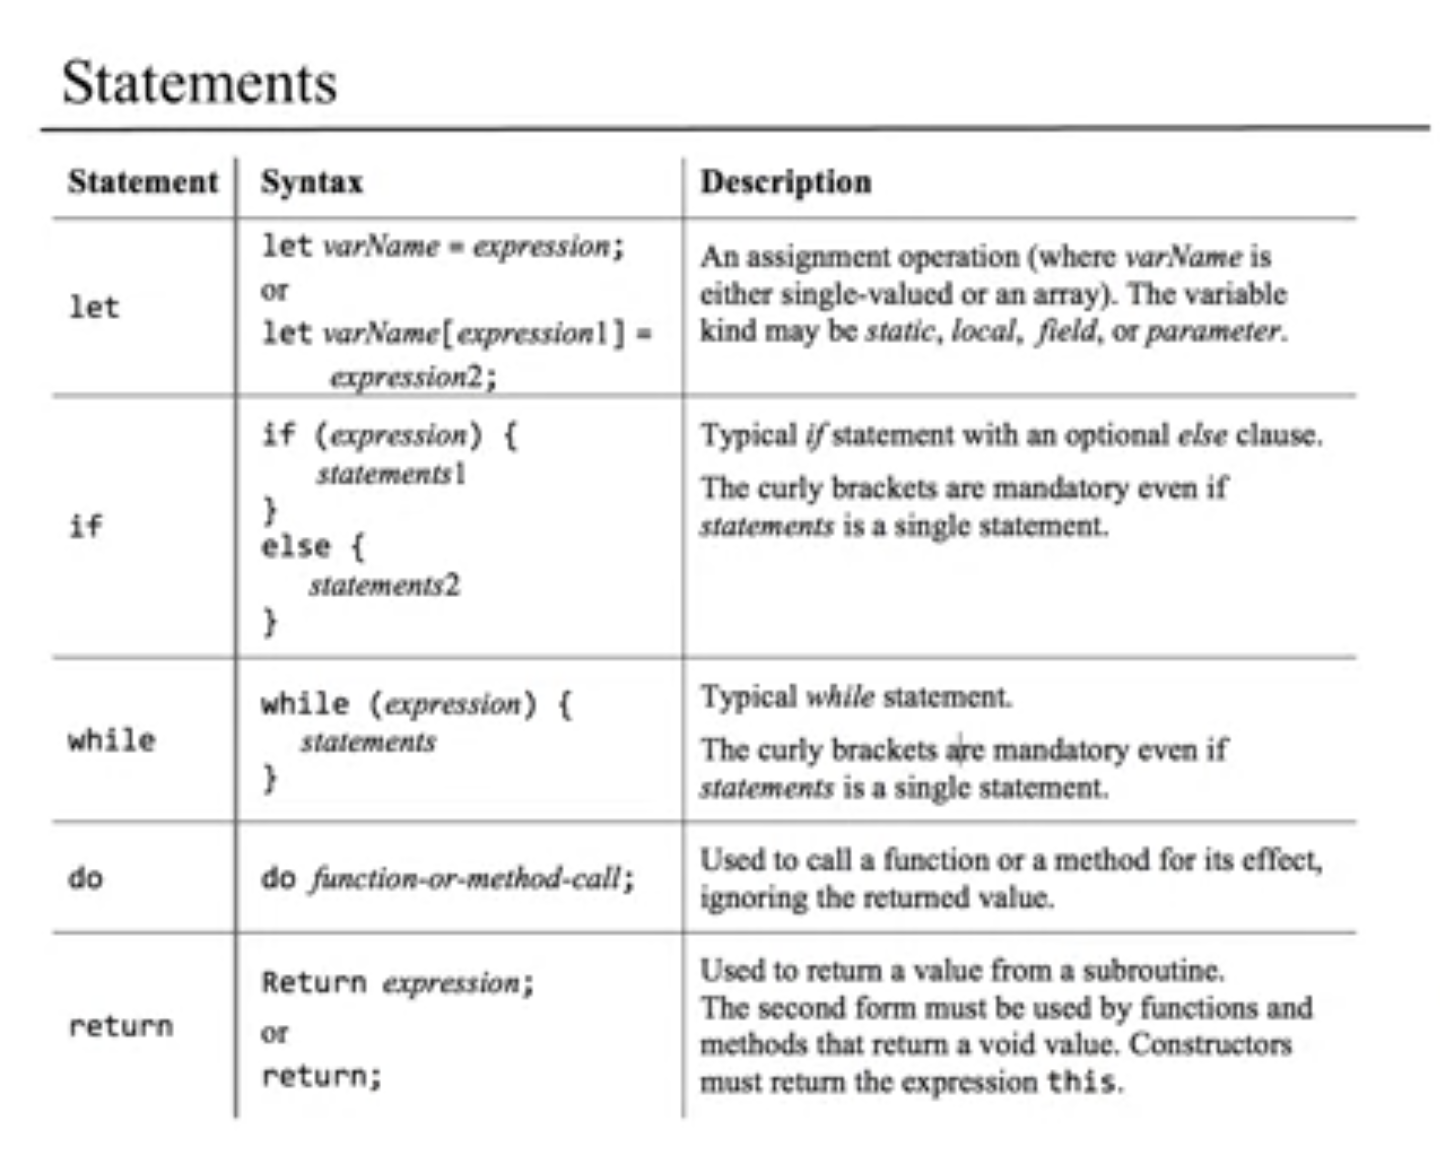 Statements
Statement Syntax Description
let
let varName = expression;
or
let varName[expression1] =
expression2;
An assignment operation (where varName is
either single-valued or an array). The variable
kind may be static, local, field, or parameter.
if
if (expression) {
statements1
}
else {
statements2
}
Typical if statement with an optional else clause.
The curly brackets are mandatory even if
statements is a single statement.
while
while (expression) {
statements
}
Typical while statement.
The curly brackets are mandatory even if
statements is a single statement.
do
do function-or-method-call;
Used to call a function or a method for its effect,
ignoring the returned value.
return
Return expression;
or
return;
Used to return a value from a subroutine.
The second form must be used by functions and
methods that return a void value. Constructors
must return the expression this.